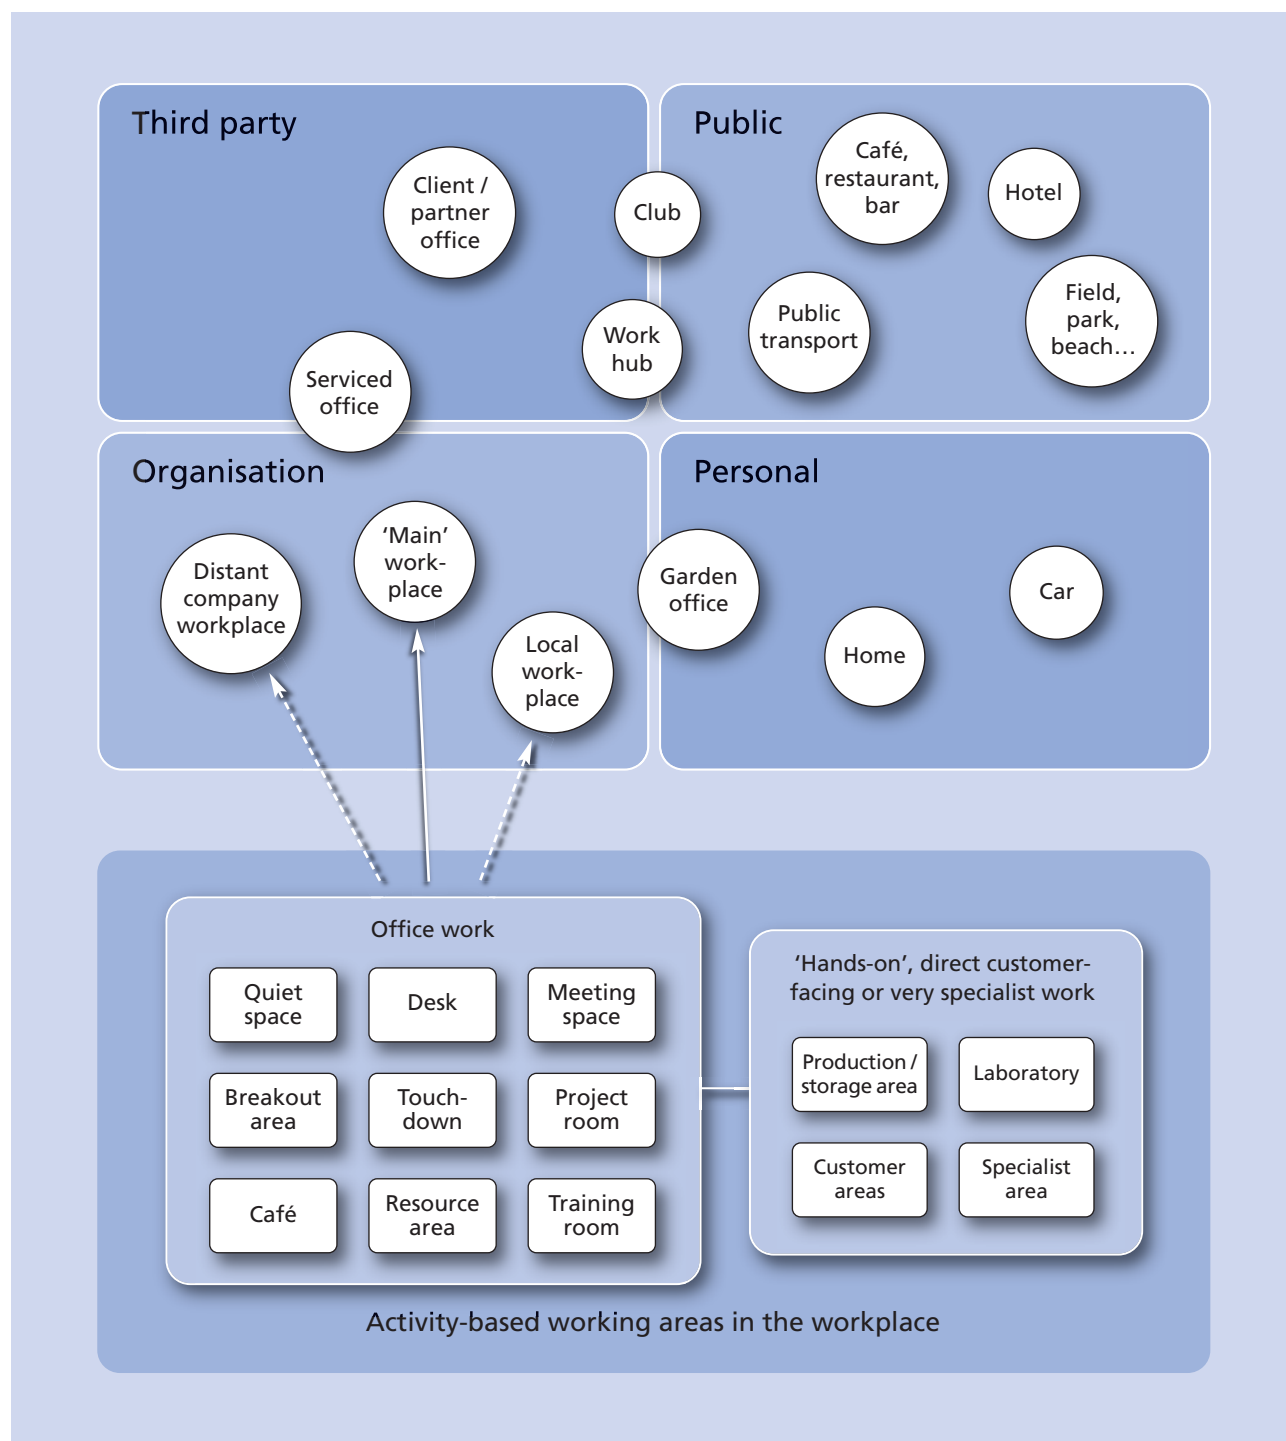 Third party
Client /
partner
office
Club
Work
hub
Serviced
office
Public
Café,
restaurant,
bar
Hotel
Public
transport
Field,
park,
beach…
Organisation
Distant
company
workplace
‘Main’
work-
place
Local
work-
place
Personal
Garden
office
Home
Car
Office work
Quiet
space
Desk
Meeting
space
Breakout
area
Touch-
down
Project
room
Café
Resource
area
Training
room
‘Hands-on’, direct customer-
facing or very specialist work
Production /
storage area
Laboratory
Customer
areas
Specialist
area
Activity-based working areas in the workplace